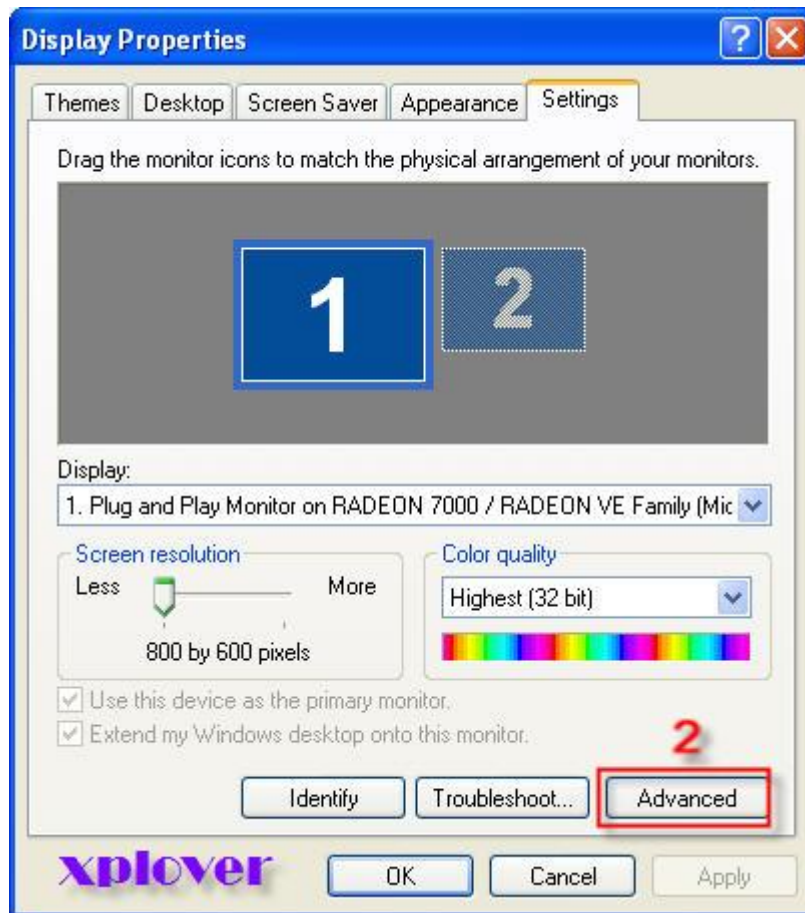 Display Properties
Themes Desktop Screen Saver Appearance Settings
Drag the monitor icons to match the physical arrangement of your monitors.
1 2
Display:
1. Plug and Play Monitor on RADEON 7000 / RADEON VE Family (Mic
Screen resolution
Less More
800 by 600 pixels
Color quality
Highest (32 bit)
Use this device as the primary monitor.
Extend my Windows desktop onto this monitor.
2
Identify Troubleshoot... Advanced
xplover
OK Cancel Apply